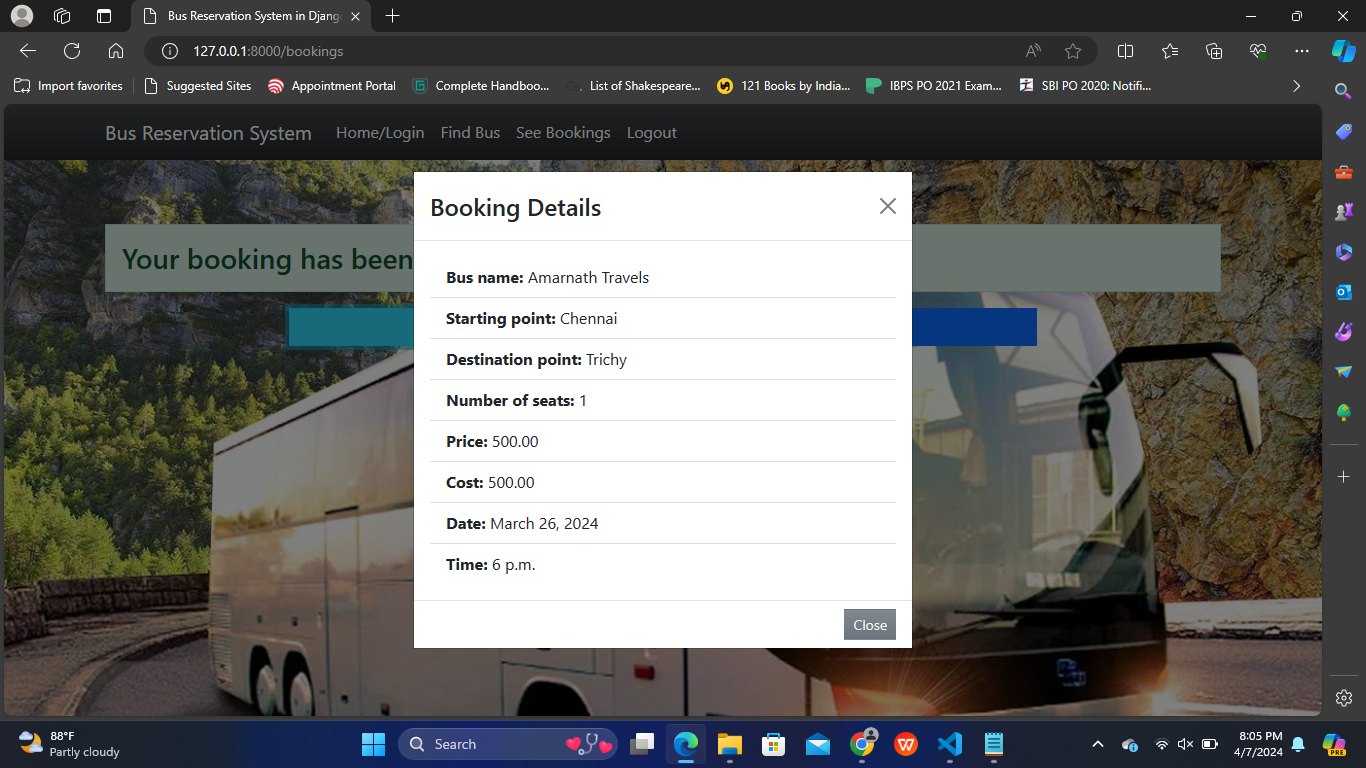 Bus Reservation System in Djang
127.0.0.1:8000/bookings
Import favorites
Suggested Sites
Appointment Portal
Complete Handboo...
List of Shakespeare...
121 Books by India...
IBPS PO 2021 Exam...
SBI PO 2020: Notifi...
Bus Reservation System
Home/Login
Find Bus
See Bookings
Logout
Your booking has been
Booking Details
Bus name: Amarnath Travels
Starting point: Chennai
Destination point: Trichy
Number of seats: 1
Price: 500.00
Cost: 500.00
Date: March 26, 2024
Time: 6 p.m.
Close
88°F
Partly cloudy
Search
8:05 PM
4/7/2024
PRE